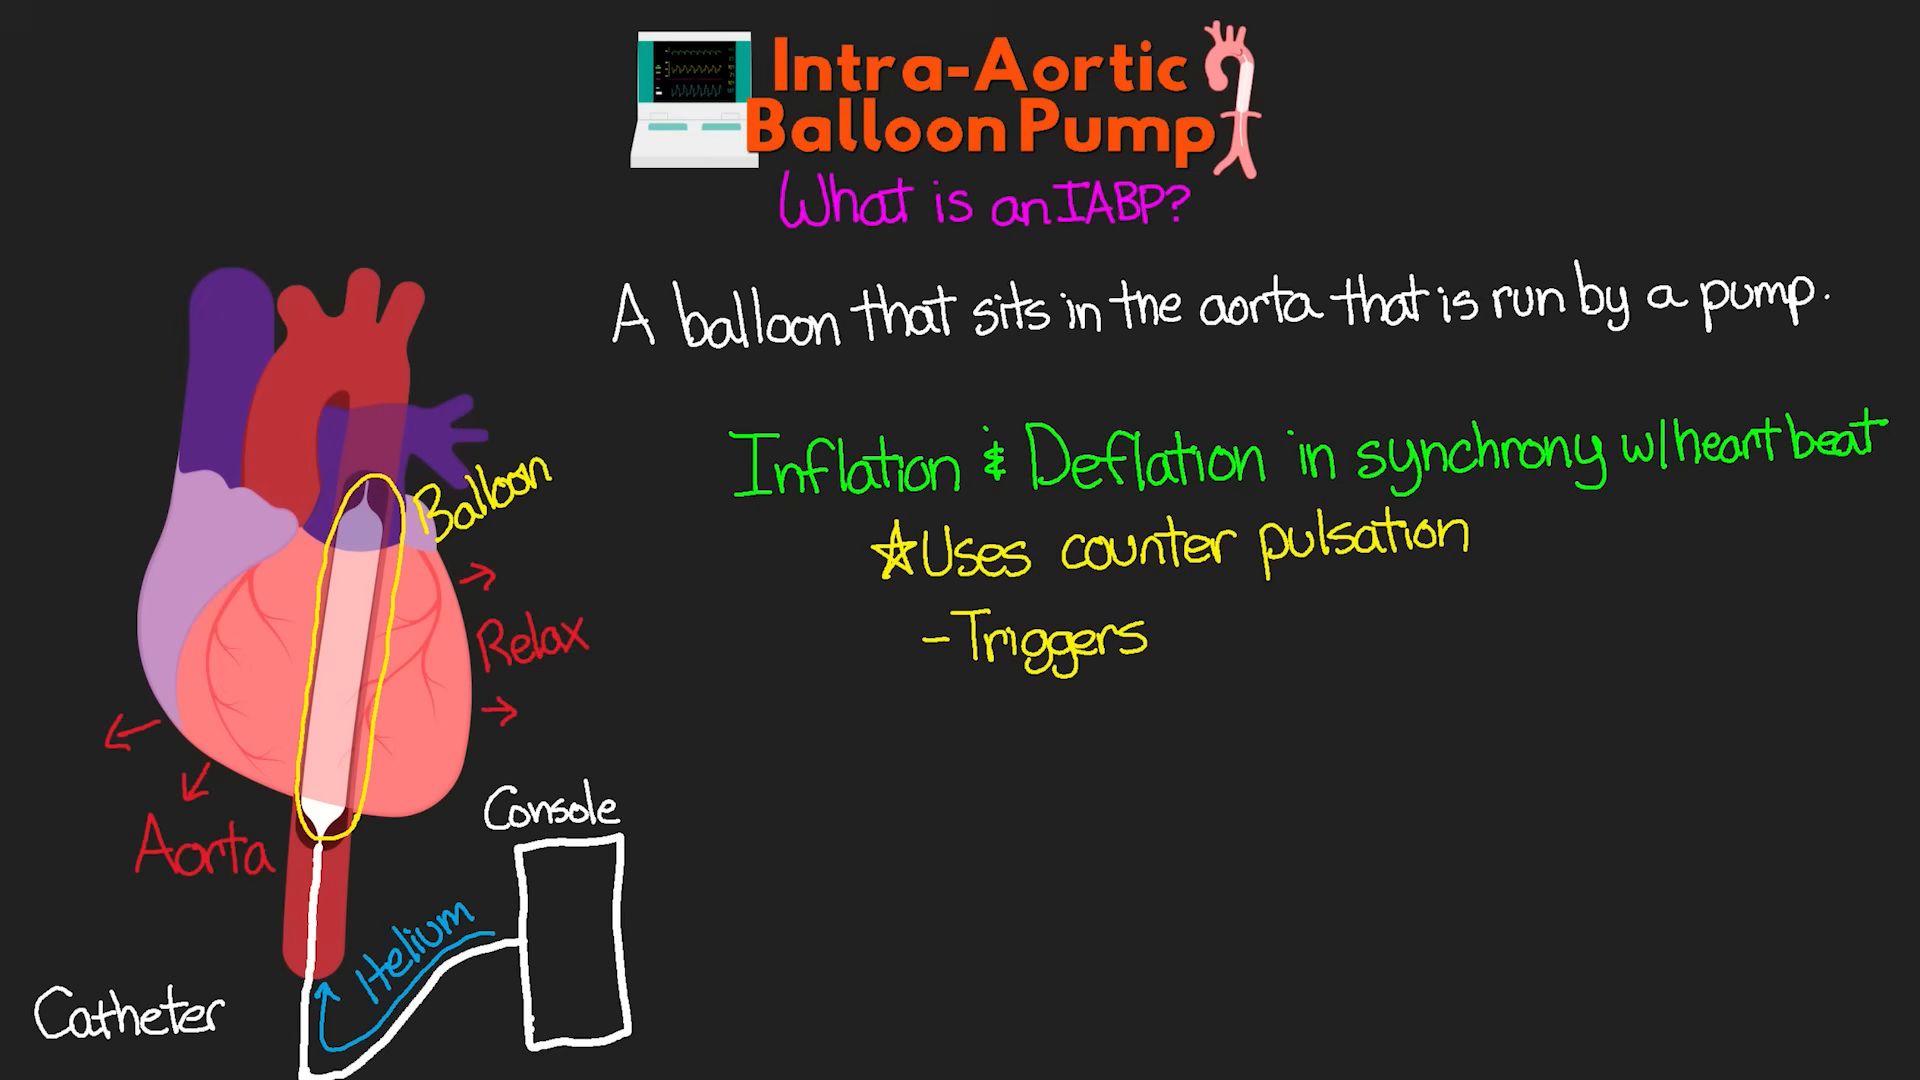 Intra-Aortic
Balloon Pump
What is an IABP?
A balloon that sits in the aorta that is run by a pump.
Inflation & Deflation in synchrony w/heart beat
☆Uses counter pulsation
-Triggers
Balloon
Relax
Aorta
Console
Helium
Catheter